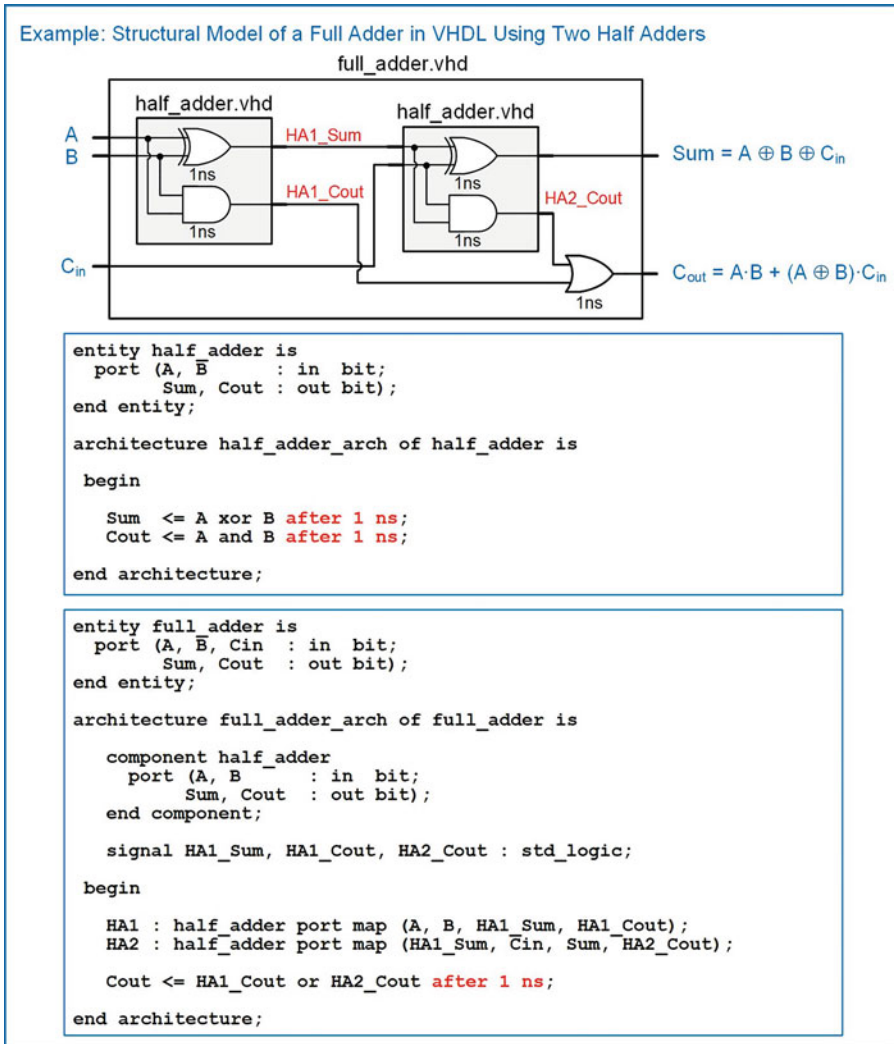 Example: Structural Model of a Full Adder in VHDL Using Two Half Adders
full_adder.vhd
half_adder.vhd
half_adder.vhd
A
B
HA1_Sum
1ns
HA1_Cout
1ns
1ns
HA2_Cout
1ns
Sum = A ⊕ B ⊕ Cin
Cin
1ns
Cout = A·B + (A ⊕ B)·Cin
entity half_adder is
port (A, B : in bit;
Sum, Cout : out bit);
end entity;
architecture half_adder_arch of half_adder is
begin
Sum <= A xor B after 1 ns;
Cout <= A and B after 1 ns;
end architecture;
entity full_adder is
port (A, B, Cin : in bit;
Sum, Cout : out bit);
end entity;
architecture full_adder_arch of full_adder is
component half_adder
port (A, B : in bit;
Sum, Cout : out bit);
end component;
signal HA1_Sum, HA1_Cout, HA2_Cout : std_logic;
begin
HA1 : half_adder port map (A, B, HA1_Sum, HA1_Cout);
HA2 : half_adder port map (HA1_Sum, Cin, Sum, HA2_Cout);
Cout <= HA1_Cout or HA2_Cout after 1 ns;
end architecture;